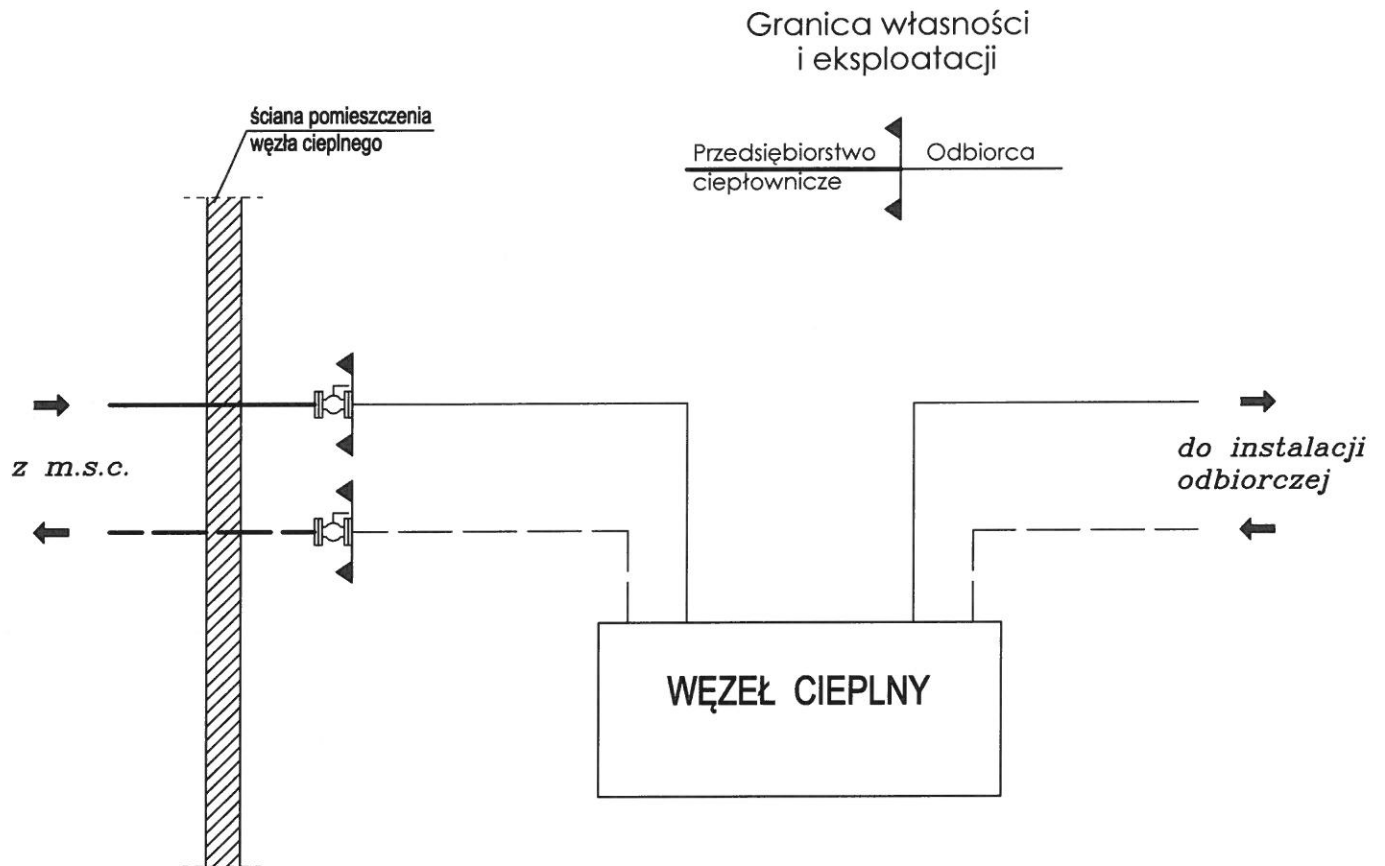 Granica własności
i eksploatacji
ściana pomieszczenia
węzła cieplnego
Przedsiębiorstwo
ciepłownicze
Odbiorca
z m.s.c.
do instalacji
odbiorczej
WĘZEŁ CIEPLNY